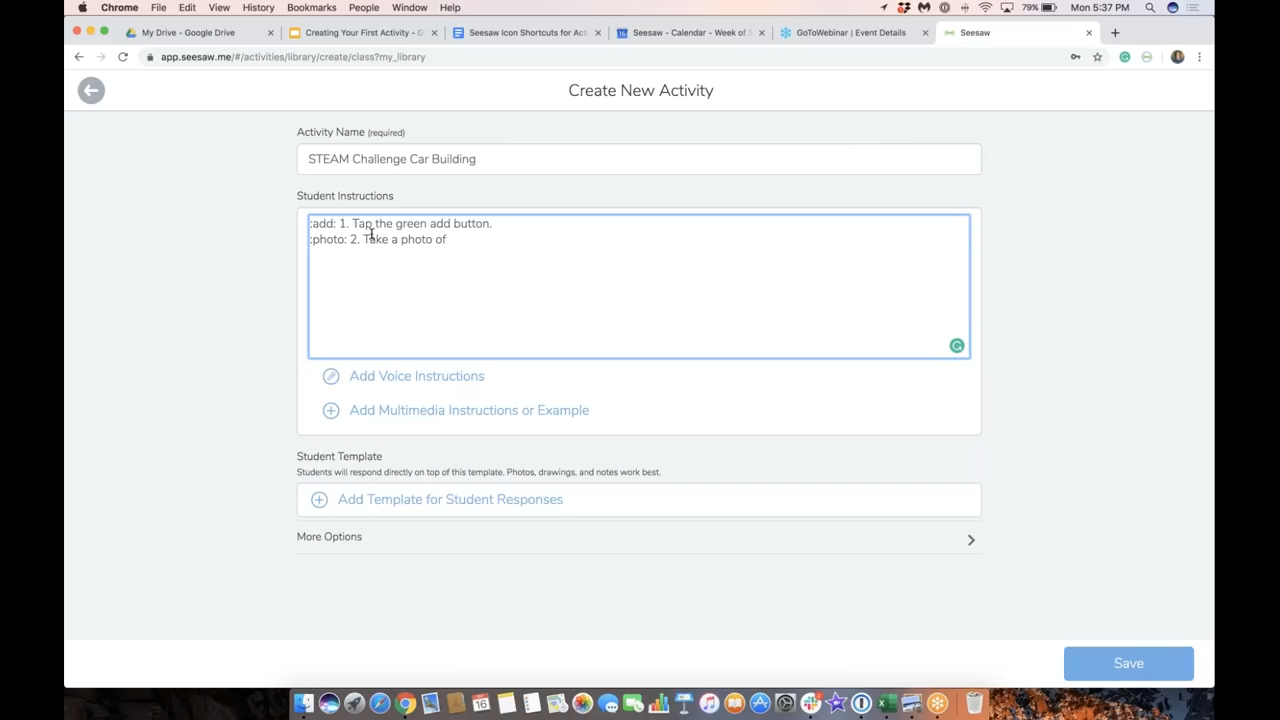 Chrome File Edit View History Bookmarks People Window Help 79% Mon 5:37 PM
My Drive - Google Drive Creating Your First Activity - G Seesaw Icon Shortcuts for Act Seesaw - Calendar - Week of S GoToWebinar | Event Details Seesaw
app.seesaw.me/#/activities/library/create/class?my_library
Create New Activity
Activity Name (required)
STEAM Challenge Car Building
Student Instructions
:add: 1. Tap the green add button.
:photo: 2. Take a photo of
Add Voice Instructions
Add Multimedia Instructions or Example
Student Template
Students will respond directly on top of this template. Photos, drawings, and notes work best.
Add Template for Student Responses
More Options
Save